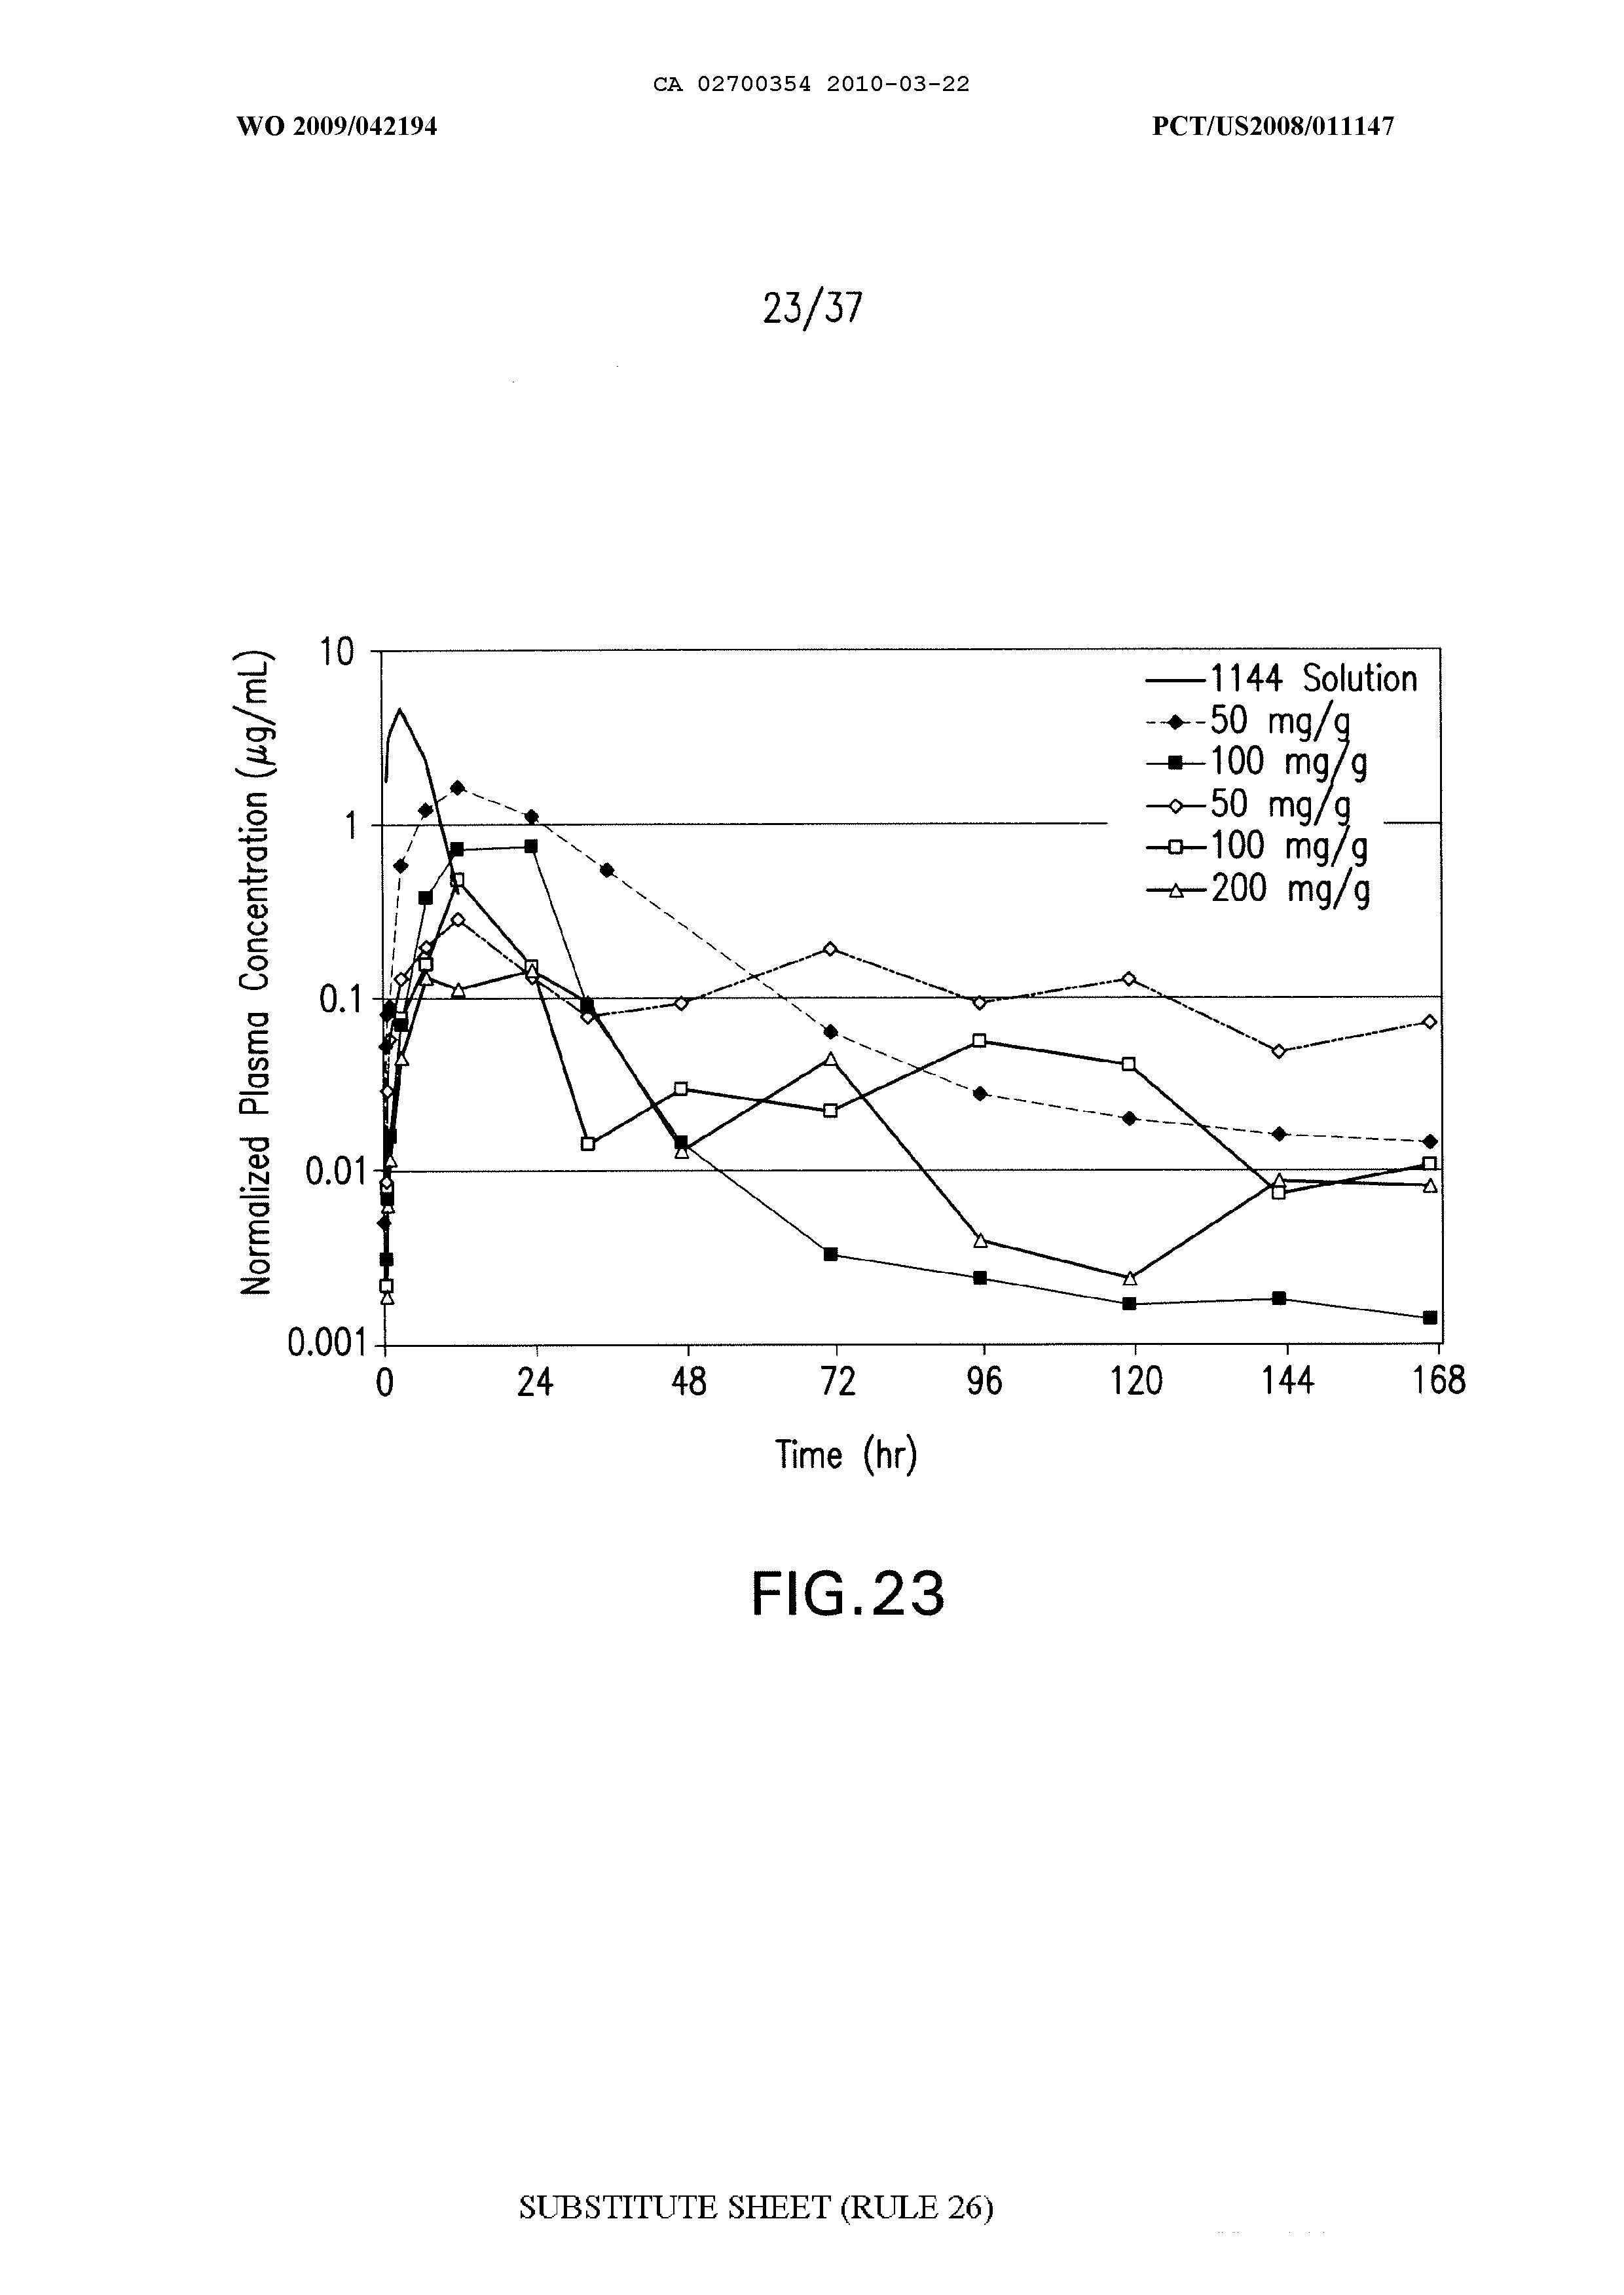 CA 02700354 2010-03-22
WO 2009/042194
PCT/US2008/011147
23/37
Normalized Plasma Concentration (µg/mL)
10
1
0.1
0.01
0.001
1144 Solution
50 mg/g
100 mg/g
50 mg/g
100 mg/g
200 mg/g
0 24 48 72 96 120 144 168
Time (hr)
FIG.23
SUBSTITUTE SHEET (RULE 26)